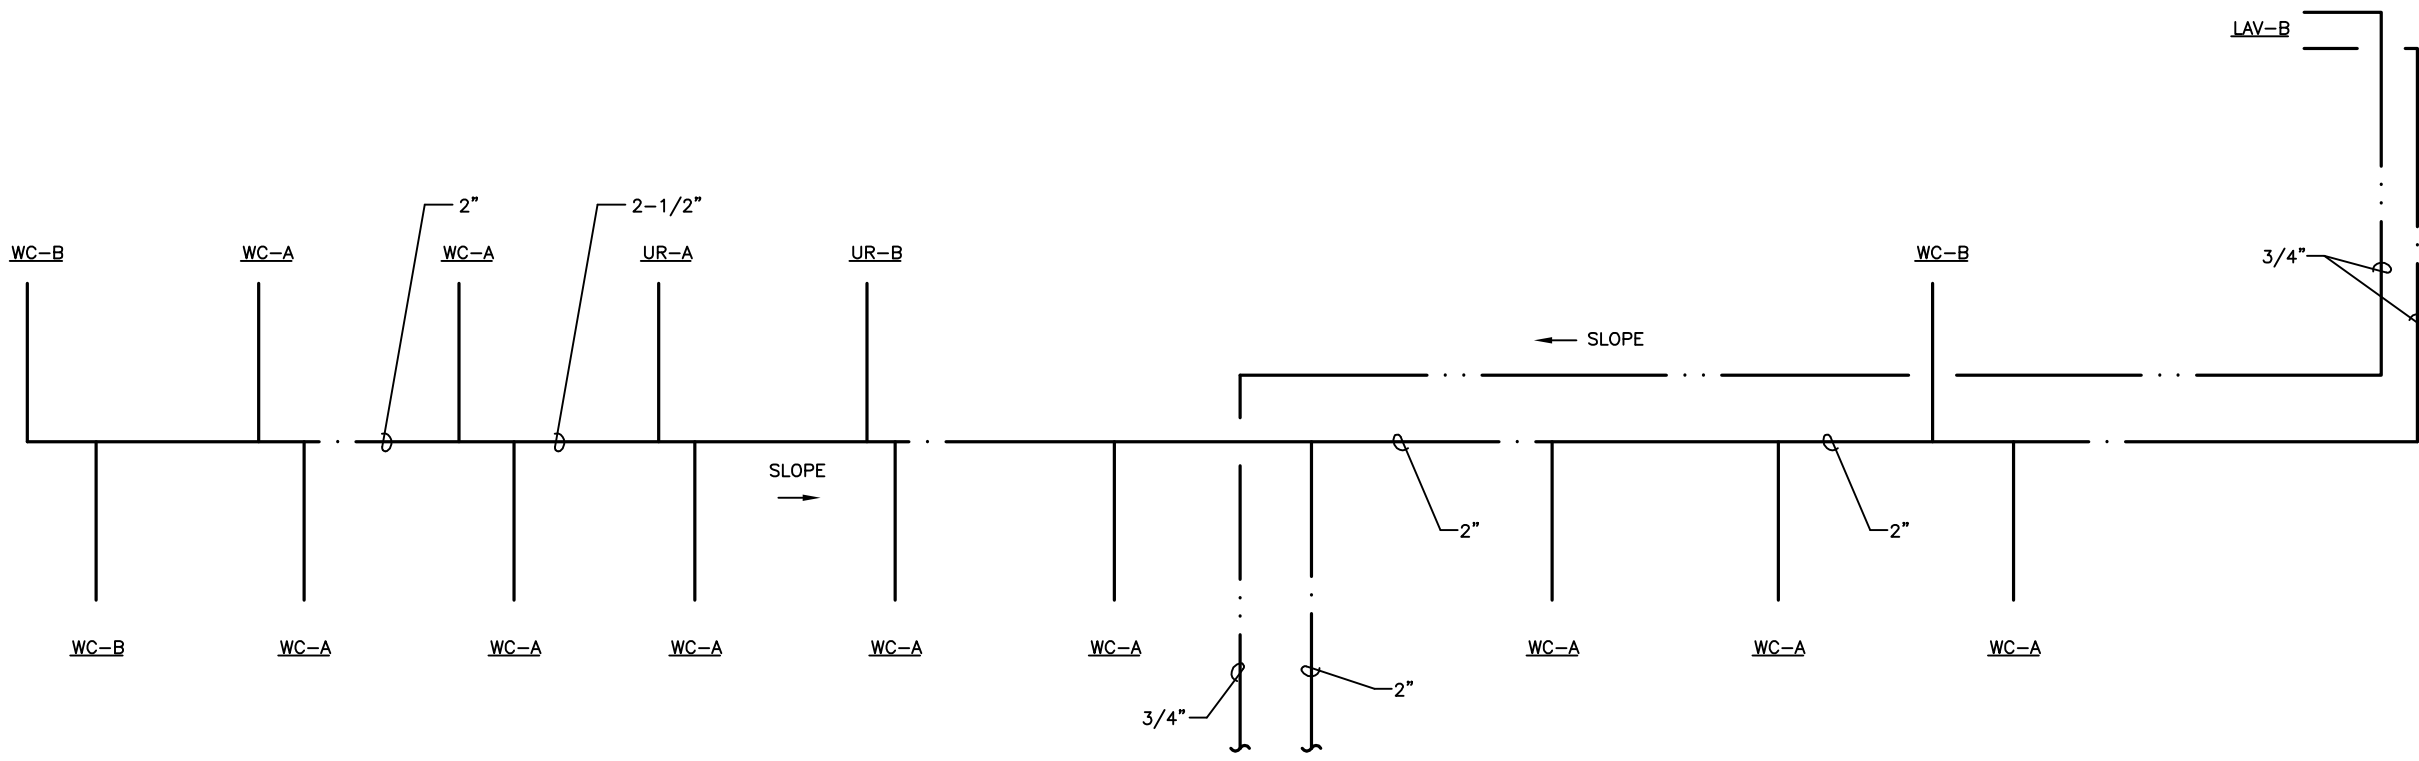 LAV-B
2"
2-1/2"
WC-B
WC-A
WC-A
UR-A
UR-B
WC-B
3/4"
SLOPE
SLOPE
2"
2"
WC-B
WC-A
WC-A
WC-A
WC-A
WC-A
WC-A
WC-A
WC-A
2"
3/4"